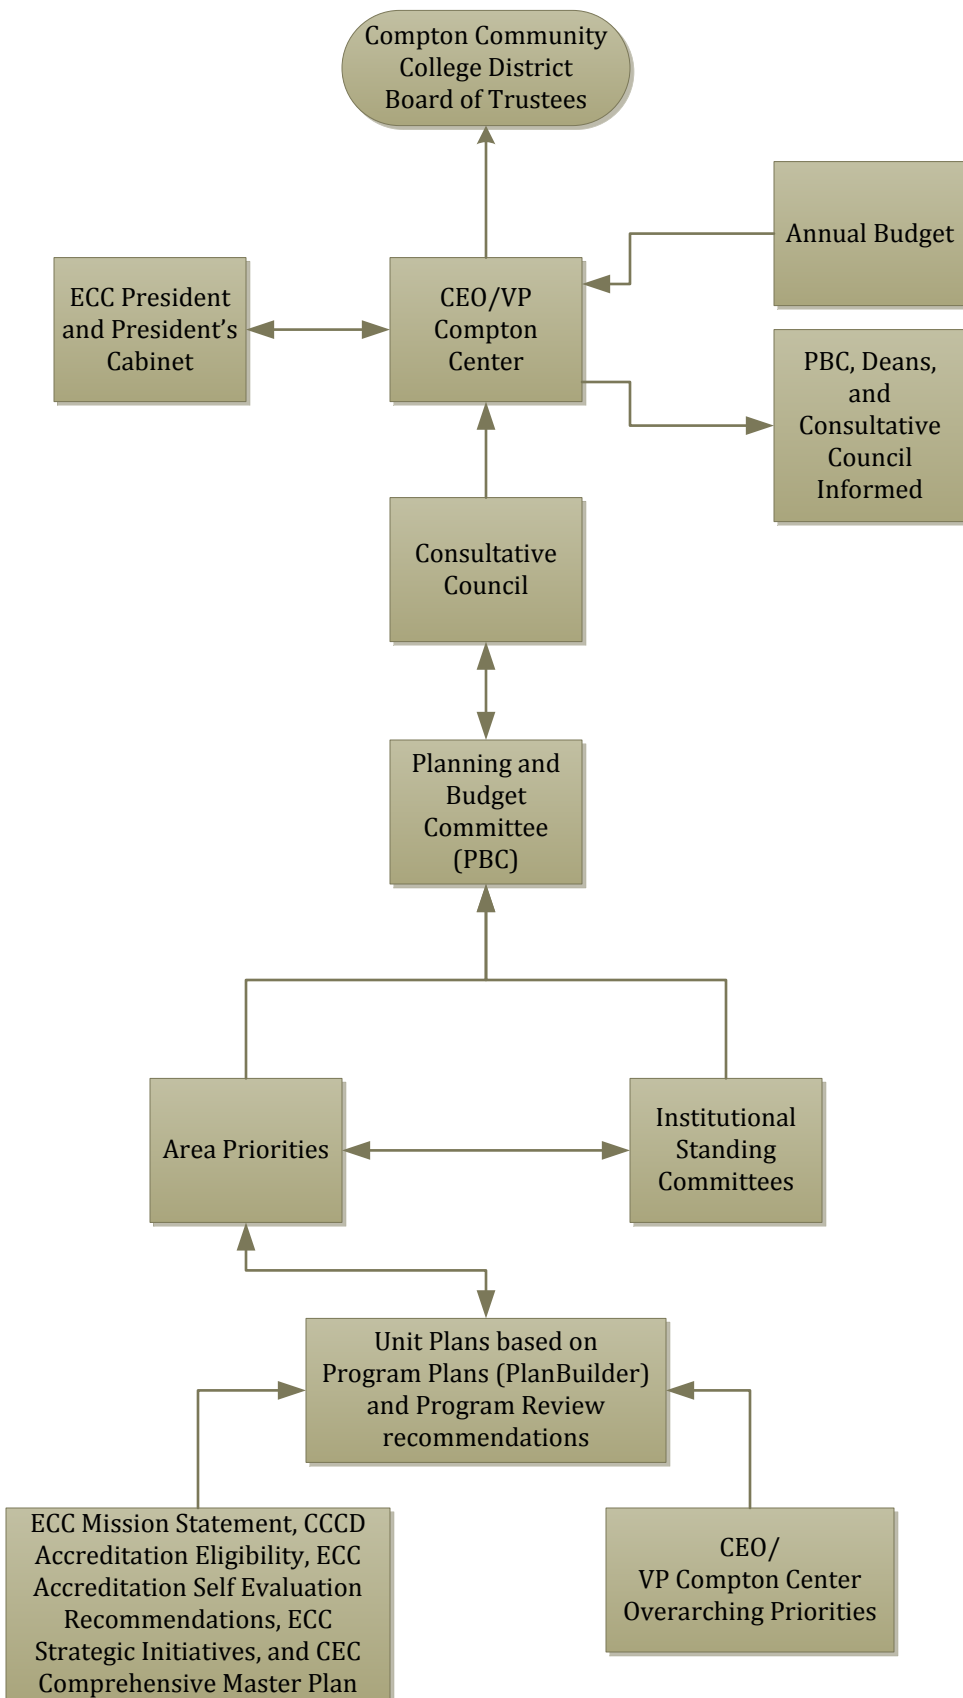 Compton Community
College District
Board of Trustees
Annual Budget
ECC President
and President’s
Cabinet
CEO/VP
Compton
Center
PBC, Deans,
and
Consultative
Council
Informed
Consultative
Council
Planning and
Budget
Committee
(PBC)
Area Priorities
Institutional
Standing
Committees
Unit Plans based on
Program Plans (PlanBuilder)
and Program Review
recommendations
ECC Mission Statement, CCCD
Accreditation Eligibility, ECC
Accreditation Self Evaluation
Recommendations, ECC
Strategic Initiatives, and CEC
Comprehensive Master Plan
CEO/
VP Compton Center
Overarching Priorities